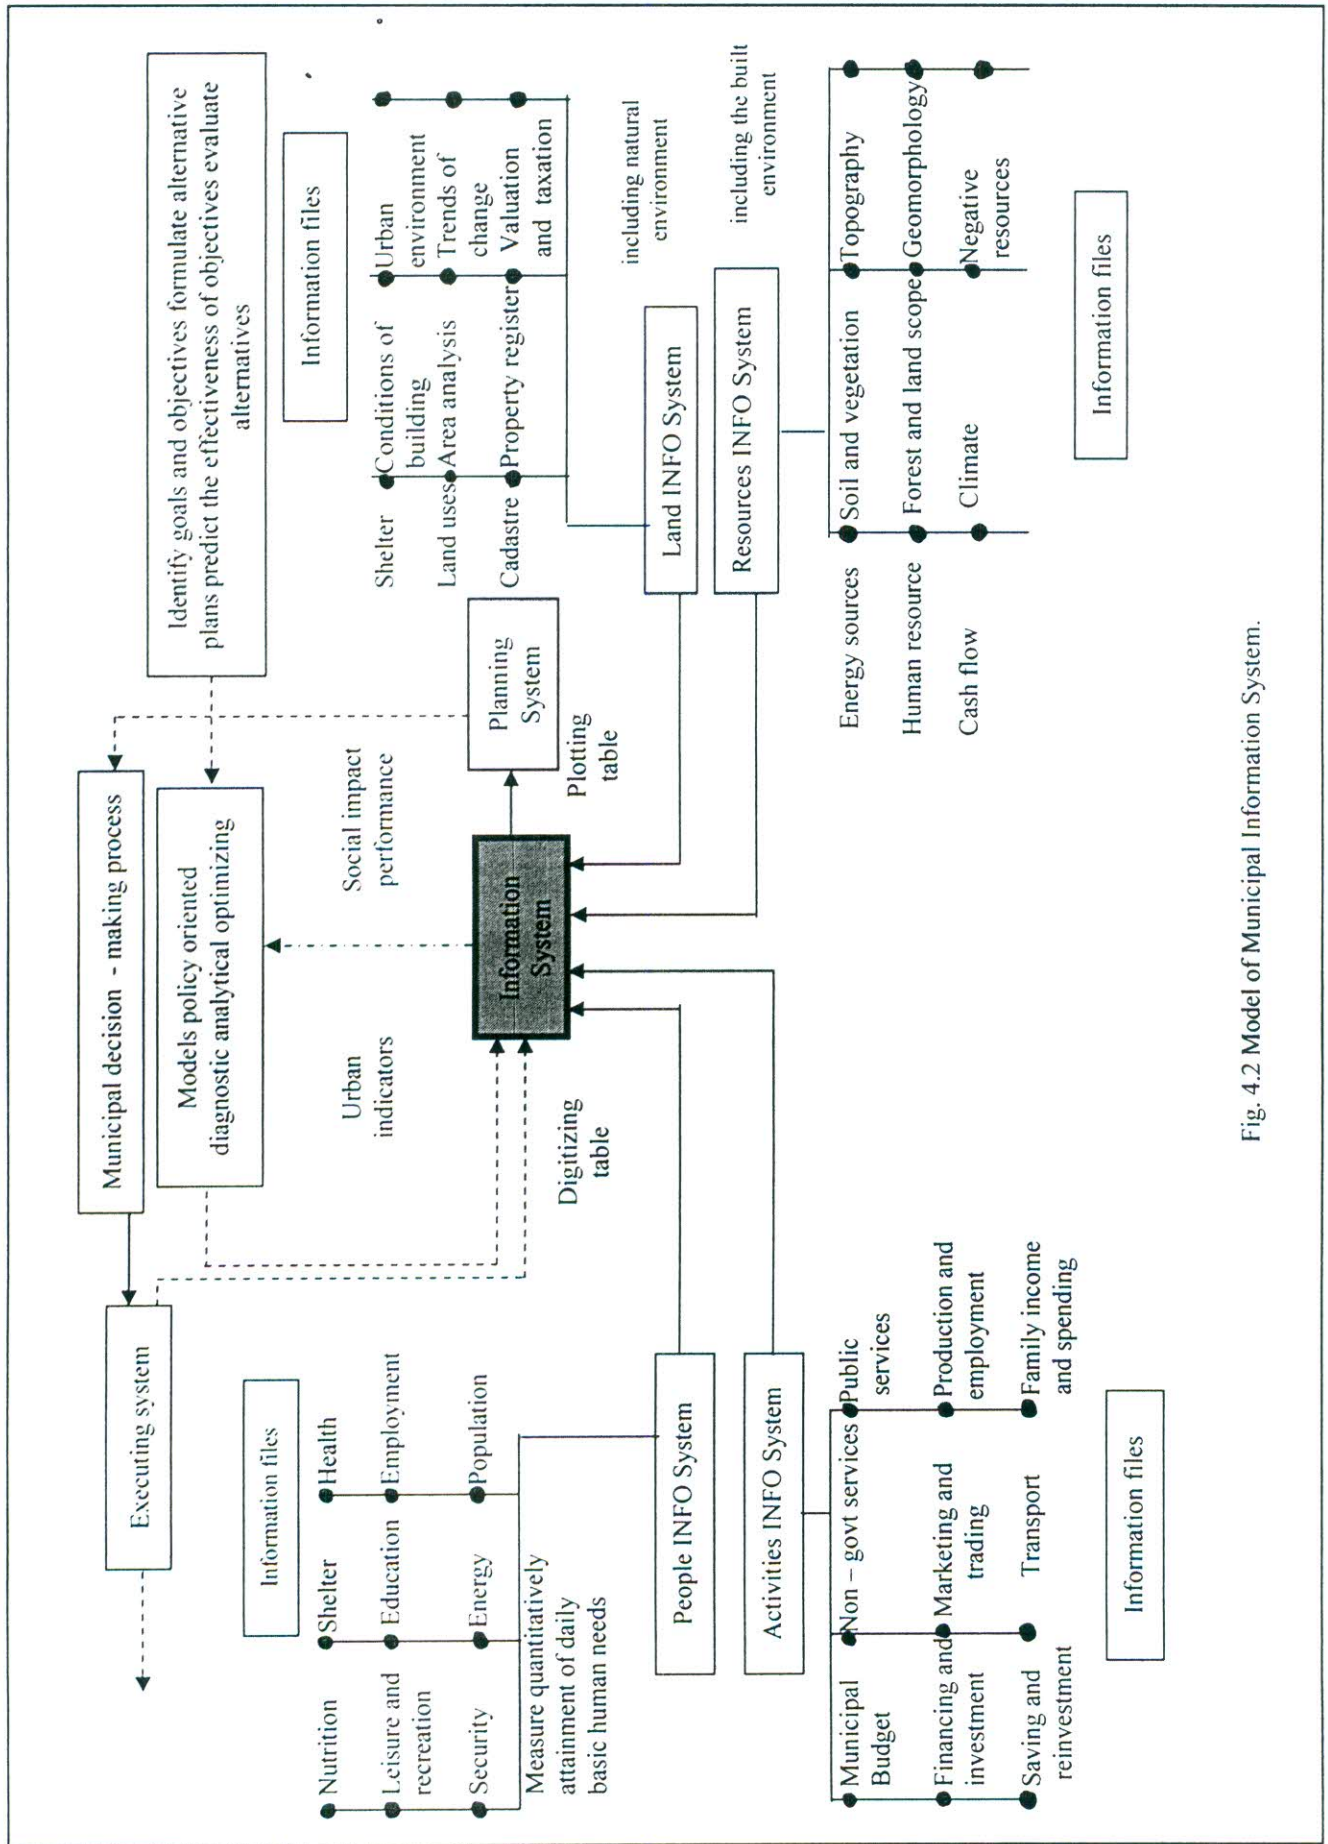 Executing system
Municipal decision - making process
Models policy oriented
diagnostic analytical optimizing
Identify goals and objectives formulate alternative
plans predict the effectiveness of objectives evaluate
alternatives
Information files
Nutrition
Shelter
Health
Leisure and
recreation
Education
Employment
Security
Energy
Population
Measure quantitatively
attainment of daily
basic human needs
Urban
indicators
Social impact
performance
Information
System
Planning
System
Digitizing
table
Plotting
table
Information files
Shelter
Conditions of
building
Urban
environment
Land uses
Area analysis
Trends of
change
Cadastre
Property register
Valuation
and taxation
People INFO System
Activities INFO System
Land INFO System
including natural
environment
Resources INFO System
including the built
environment
Municipal
Budget
Non – govt services
Public
services
Financing and
investment
Marketing and
trading
Production and
employment
Saving and
reinvestment
Transport
Family income
and spending
Information files
Energy sources
Soil and vegetation
Topography
Human resource
Forest and land scope
Geomorphology
Cash flow
Climate
Negative
resources
Information files
Fig. 4.2 Model of Municipal Information System.